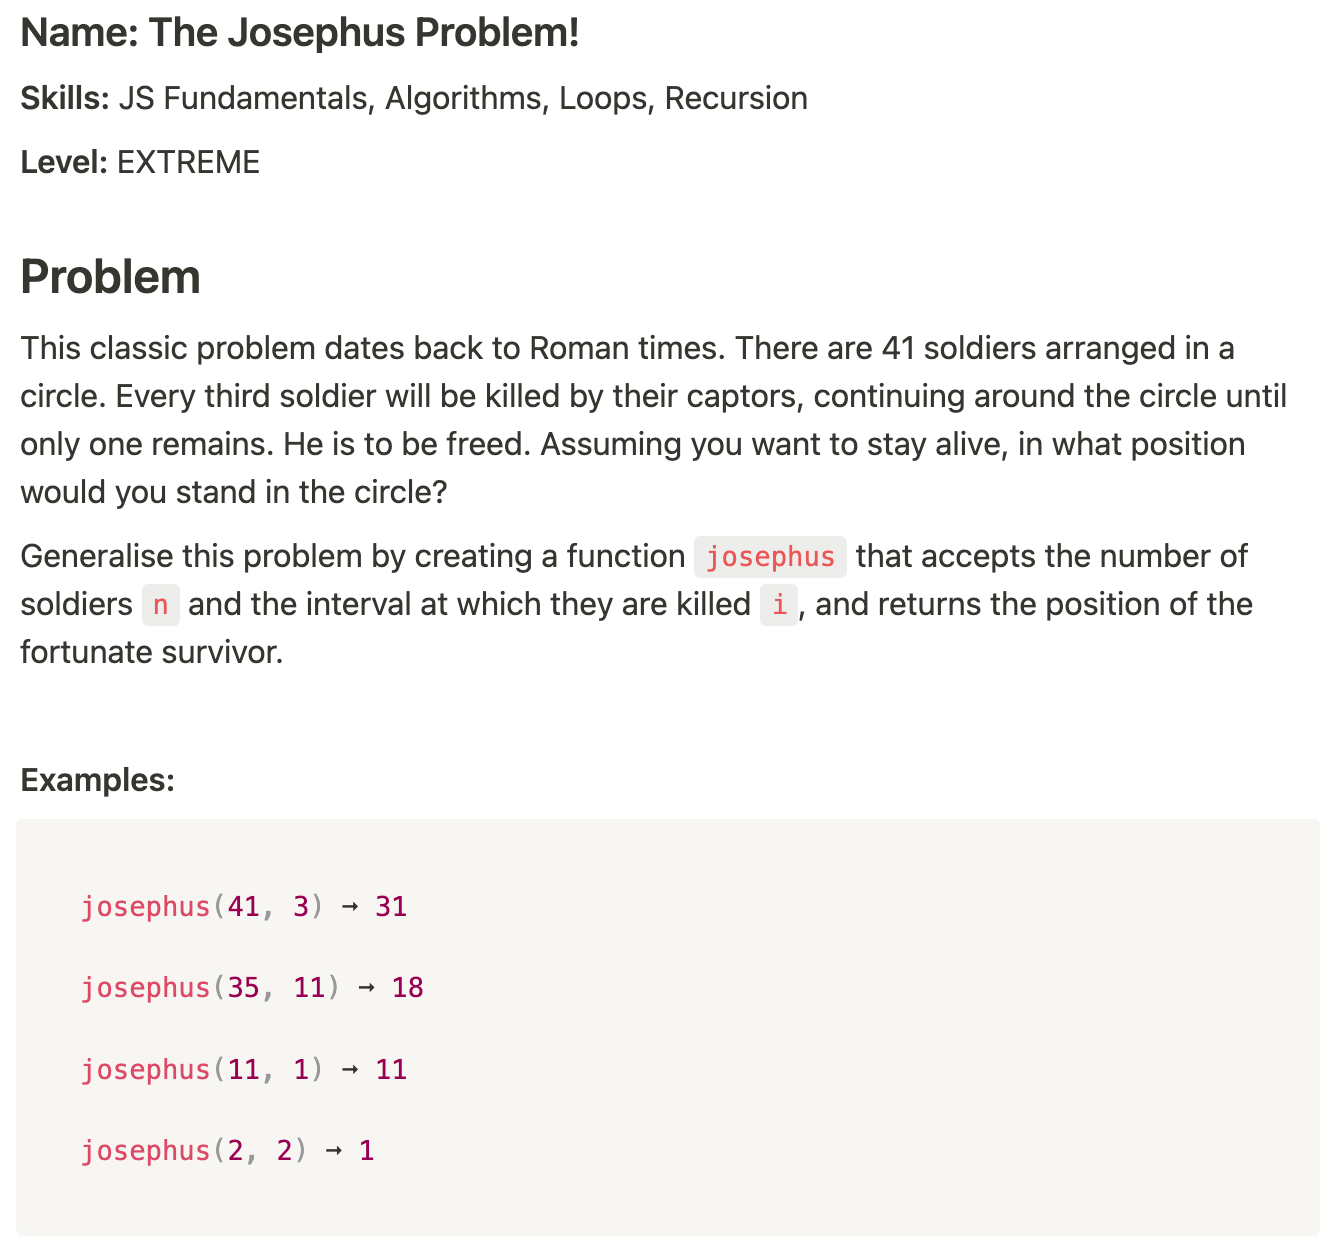 Name: The Josephus Problem!
Skills: JS Fundamentals, Algorithms, Loops, Recursion
Level: EXTREME
Problem
This classic problem dates back to Roman times. There are 41 soldiers arranged in a
circle. Every third soldier will be killed by their captors, continuing around the circle until
only one remains. He is to be freed. Assuming you want to stay alive, in what position
would you stand in the circle?
Generalise this problem by creating a function josephus that accepts the number of
soldiers n and the interval at which they are killed i, and returns the position of the
fortunate survivor.
Examples:
josephus(41, 3) → 31
josephus(35, 11) → 18
josephus(11, 1) → 11
josephus(2, 2) → 1